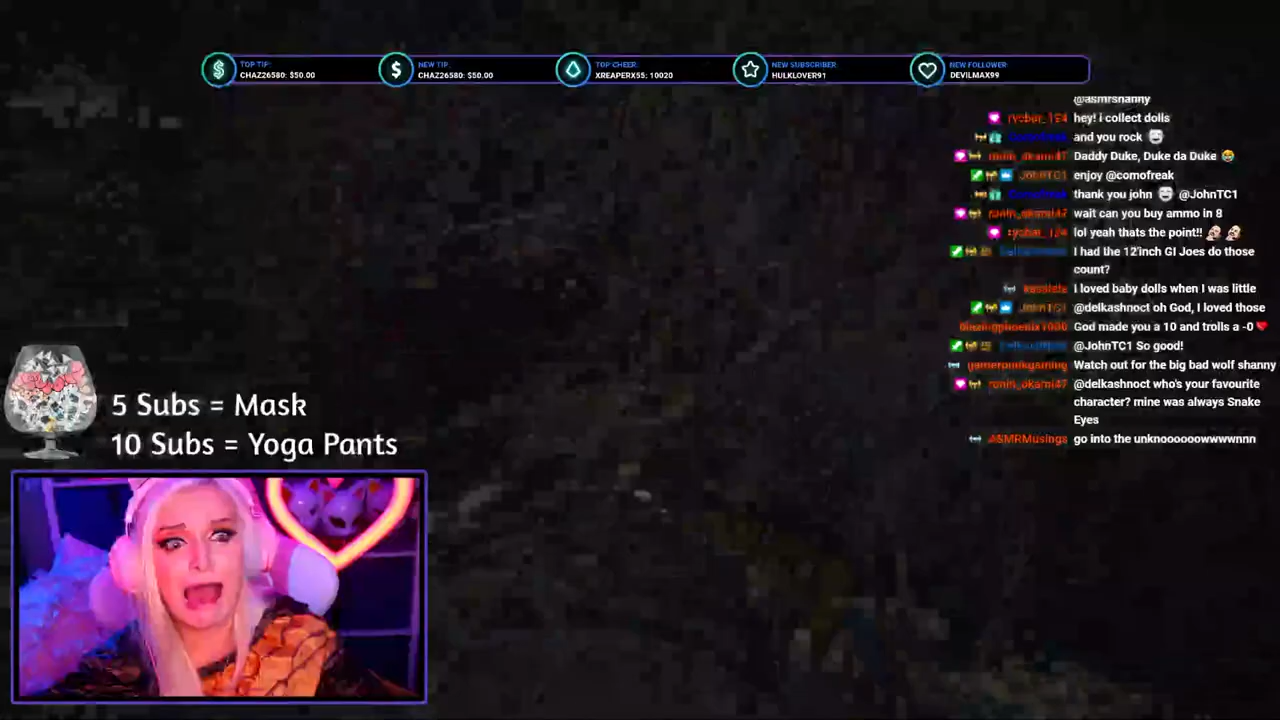 TOP TIP:
CHAZ26580: $50.00
NEW TIP:
CHAZ26580: $50.00
TOP CHEER:
XREAPERX55: 10020
NEW SUBSCRIBER:
HULKLOVER91
NEW FOLLOWER:
DEVILMAX99
@asmrshanny
hey! i collect dolls
and you rock
Daddy Duke, Duke da Duke
JohnTC1 enjoy @comofreak
thank you john @JohnTC1
ronin_okami47 wait can you buy ammo in 8
lol yeah thats the point!!
I had the 12'inch GI Joes do those
count?
I loved baby dolls when I was little
JohnTC1 @delkashnoct oh God, I loved those
God made you a 10 and trolls a -0
@JohnTC1 So good!
Watch out for the big bad wolf shanny
ronin_okami47 @delkashnoct who's your favourite
character? mine was always Snake
Eyes
ASMRMusings go into the unknooooowwwwnnn
5 Subs = Mask
10 Subs = Yoga Pants